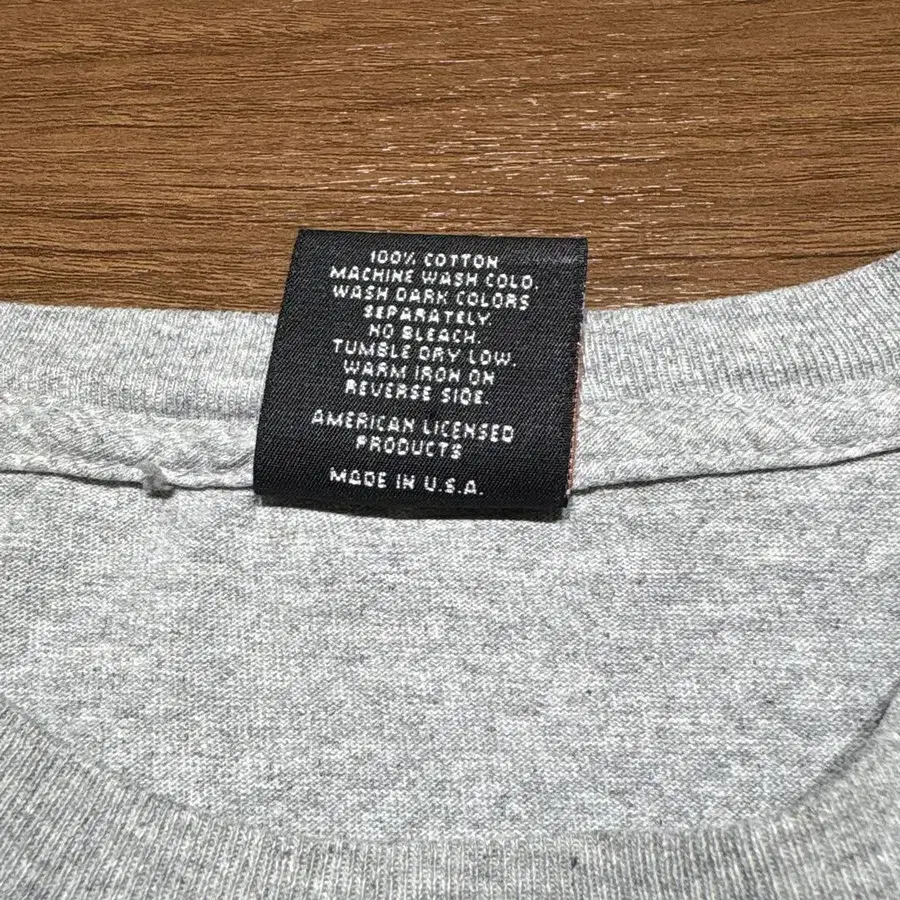 100% COTTON
MACHINE WASH COLD.
WASH DARK COLORS
SEPARATELY.
NO BLEACH.
TUMBLE DRY LOW.
WARM IRON ON
REVERSE SIDE.
AMERICAN LICENSED
PRODUCTS
MADE IN U.S.A.